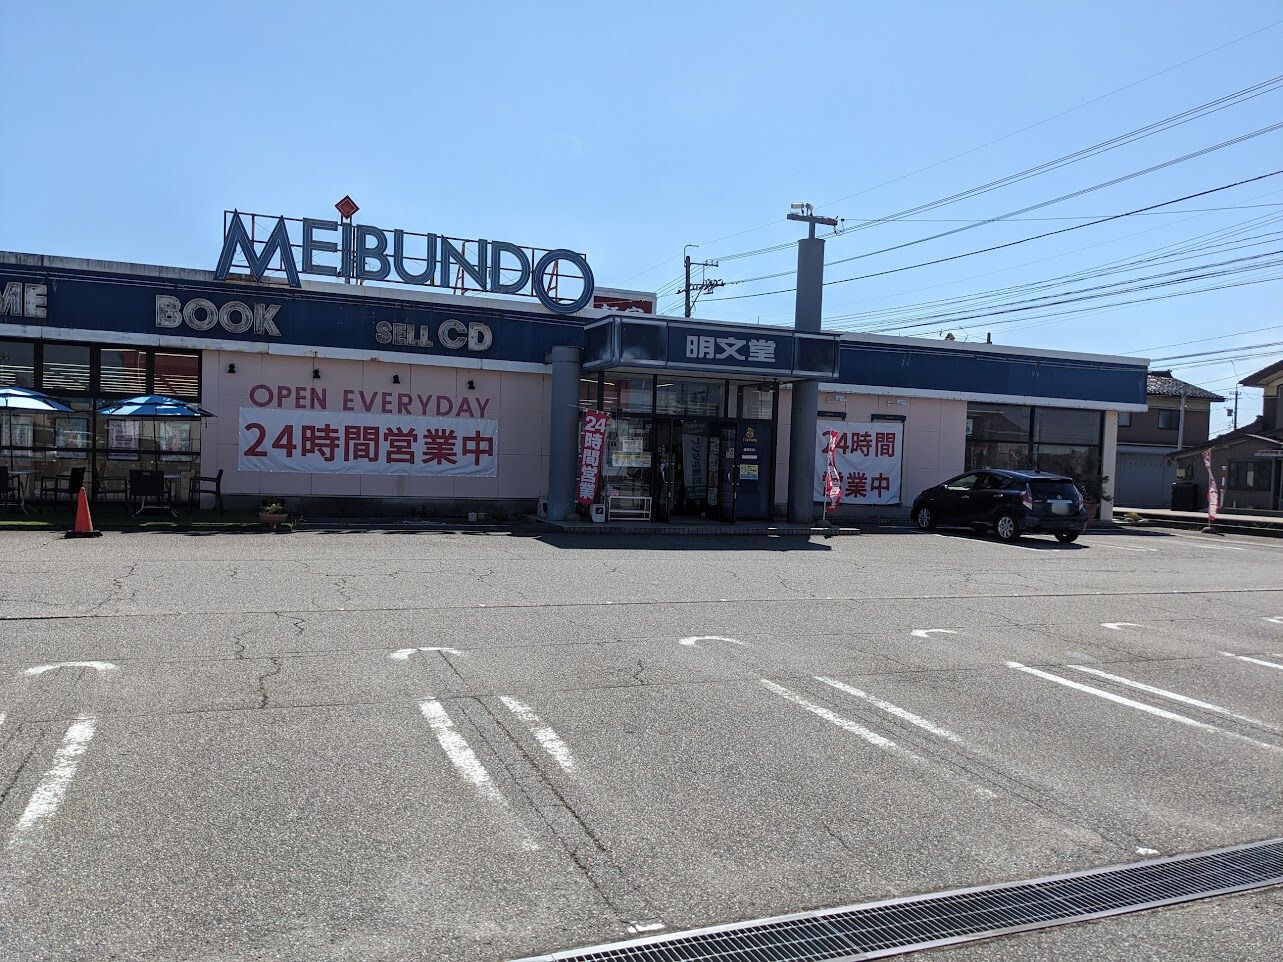 MEIBUNDO
ME
BOOK
SELL CD
明文堂
OPEN EVERYDAY
24時間営業中
24時間営業
24時間
営業中